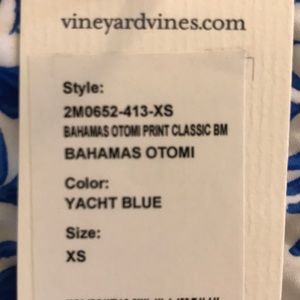 vineyardvines.com
Style:
2M0652-413-XS
BAHAMAS OTOMI PRINT CLASSIC BM
BAHAMAS OTOMI
Color:
YACHT BLUE
Size:
XS